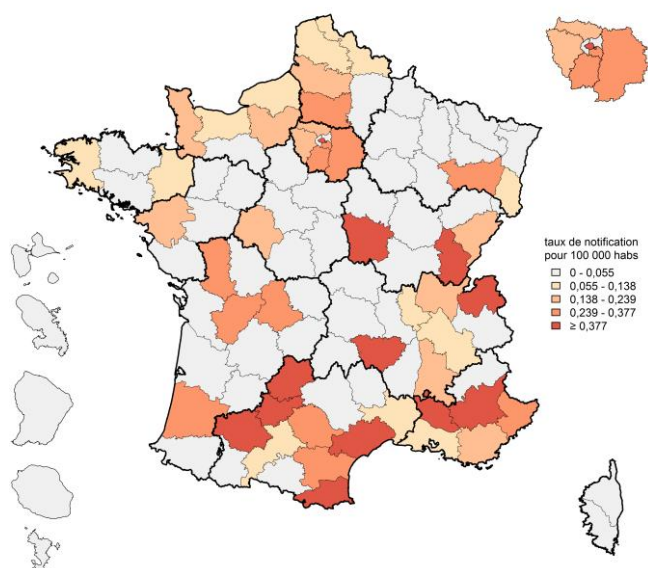 taux de notification
pour 100 000 habs
0 - 0,055
0,055 - 0,138
0,138 - 0,239
0,239 - 0,377
≥ 0,377